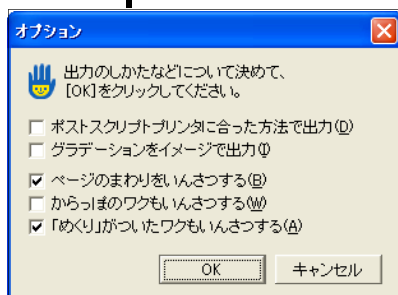 オプション
出力のしかたなどについて決めて、
[OK]をクリックしてください。
ポストスクリプトプリンタに合った方法で出力(D)
グラデーションをイメージで出力(I)
ページのまわりをいんさつする(B)
からっぽのワクもいんさつする(W)
「めくり」がついたワクもいんさつする(A)
OK
キャンセル